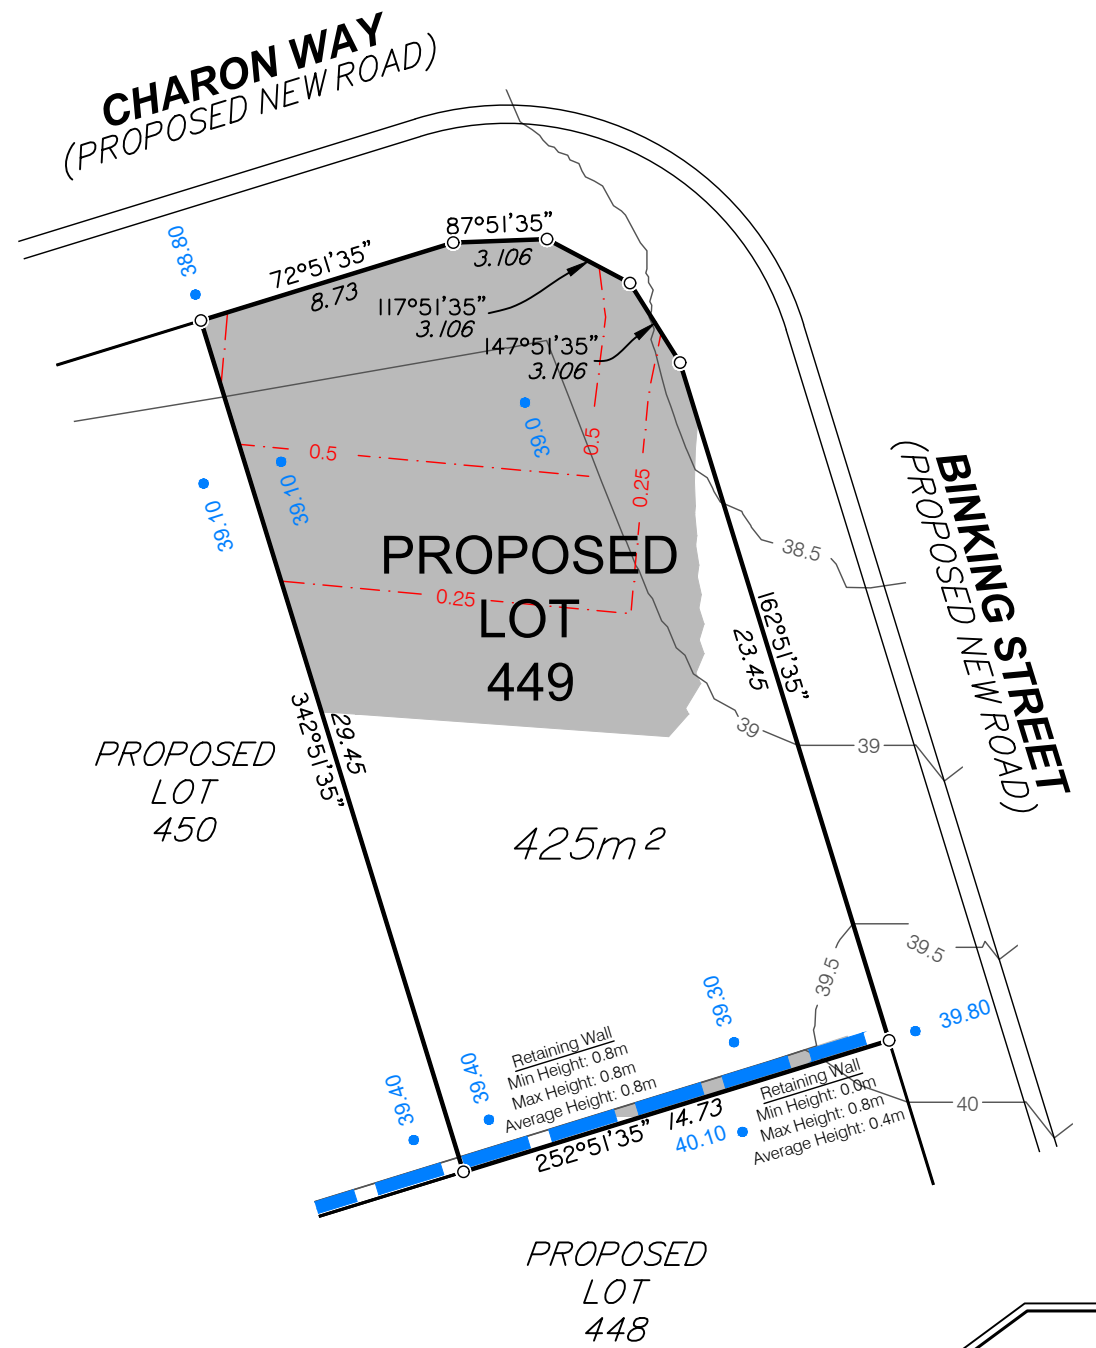 CHARON WAY
(PROPOSED NEW ROAD)
38.80
72°51'35"
8.73
87°51'35"
3.106
117°51'35"
3.106
147°51'35"
3.106
39.0
0.5
0.5
0.25
39.10
39.10
38.5
BINKING STREET
(PROPOSED NEW ROAD)
PROPOSED
LOT
449
0.25
162°51'35"
23.45
342°51'35"
29.45
39
39
PROPOSED
LOT
450
425m²
39.5
39.5
39.30
39.80
Retaining Wall
Min Height: 0.8m
Max Height: 0.8m
Average Height: 0.8m
39.40
39.40
Retaining Wall
Min Height: 0.0m
Max Height: 0.8m
Average Height: 0.4m
40
252°51'35"
14.73
40.10
PROPOSED
LOT
448